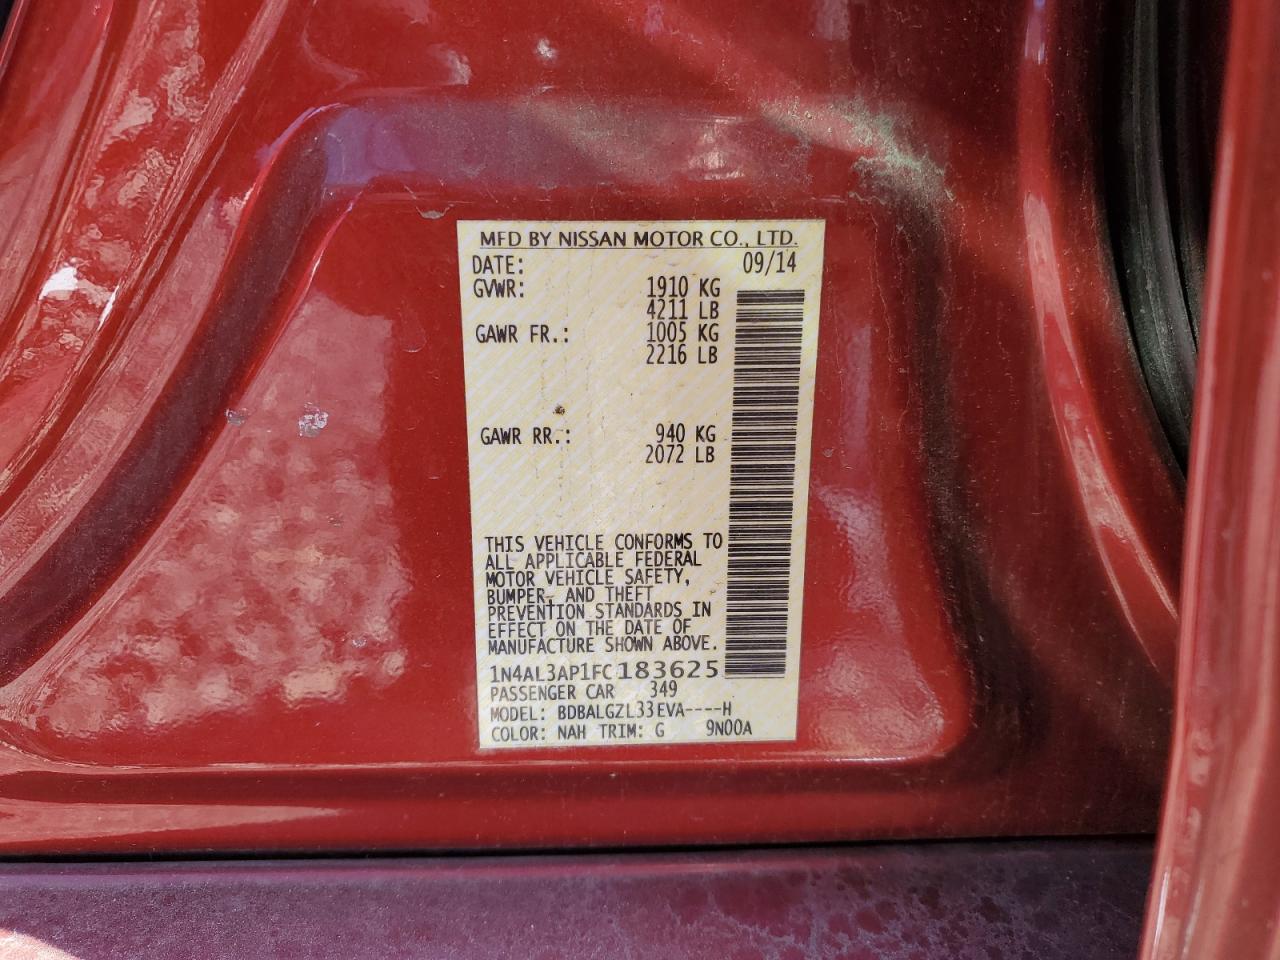 MFD BY NISSAN MOTOR CO., LTD.
DATE: 09/14
GVWR: 1910 KG
4211 LB
GAWR FR.: 1005 KG
2216 LB
GAWR RR.: 940 KG
2072 LB
THIS VEHICLE CONFORMS TO
ALL APPLICABLE FEDERAL
MOTOR VEHICLE SAFETY,
BUMPER, AND THEFT
PREVENTION STANDARDS IN
EFFECT ON THE DATE OF
MANUFACTURE SHOWN ABOVE.
1N4AL3AP1FC183625
PASSENGER CAR 349
MODEL: BDBALGZL33EVA----H
COLOR: NAH TRIM: G 9N00A